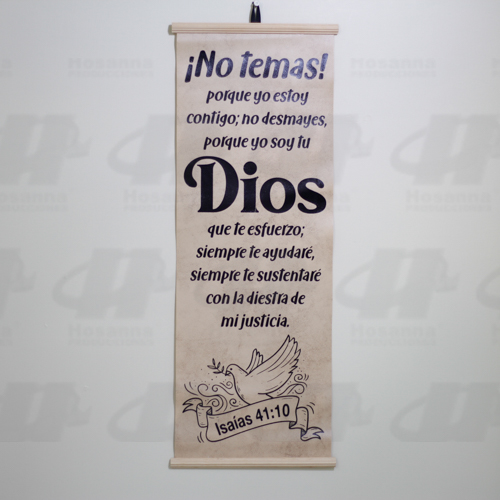 ¡No temas!
porque yo estoy
contigo; no desmayes,
porque yo soy tu
Dios
que te esfuerzo;
siempre te ayudaré,
siempre te sustentaré
con la diestra de
mi justicia.
Isaías 41:10
Hosanna